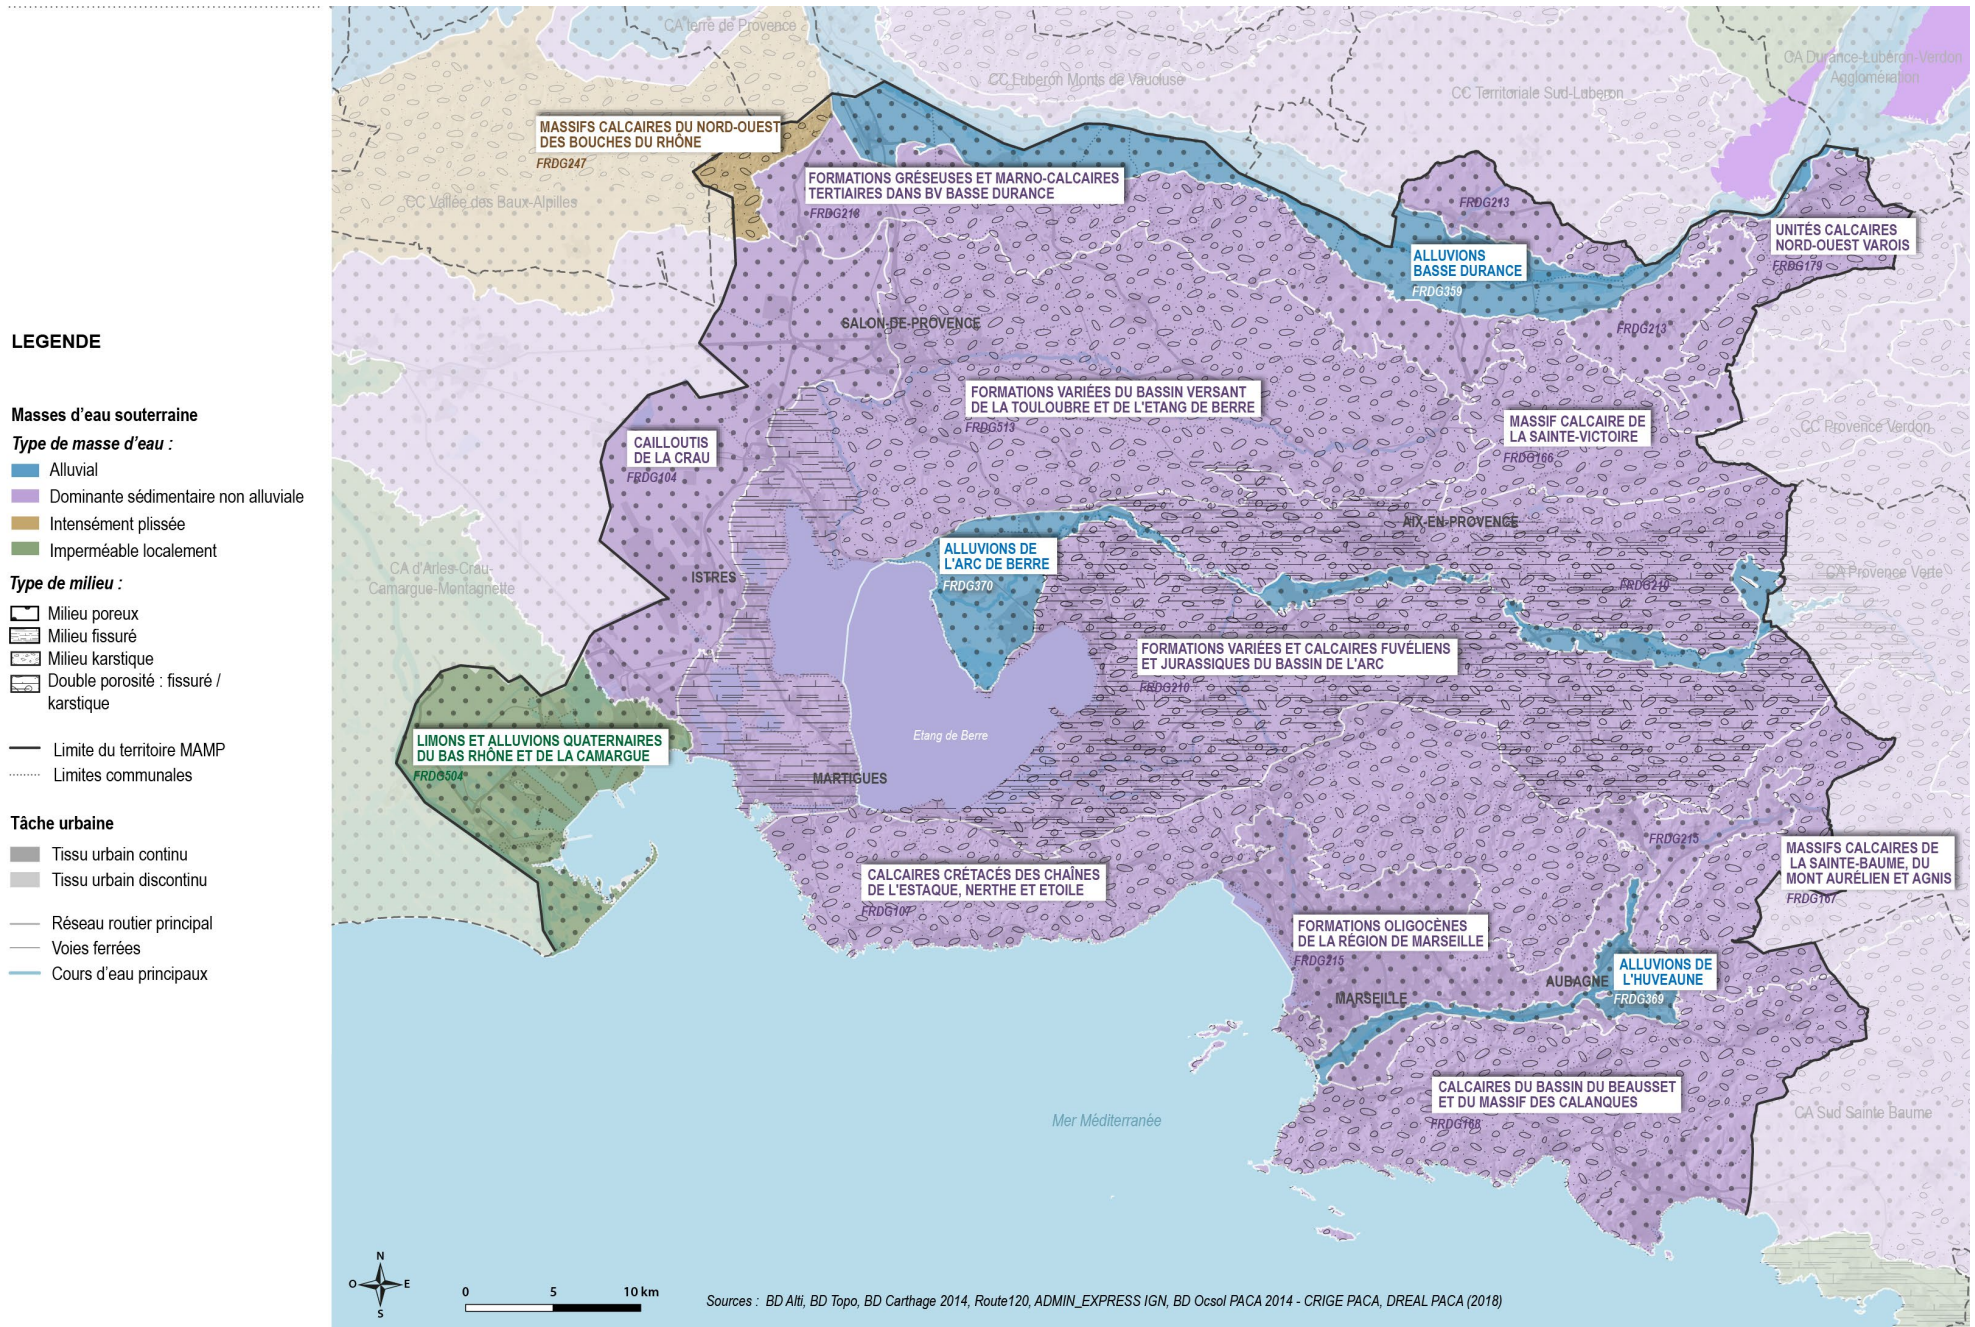 LEGENDE
Masses d'eau souterraine
Type de masse d'eau :
Alluvial
Dominante sédimentaire non alluviale
Intensément plissée
Imperméable localement
Type de milieu :
Milieu poreux
Milieu fissuré
Milieu karstique
Double porosité : fissuré /
karstique
Limite du territoire MAMP
Limites communales
Tâche urbaine
Tissu urbain continu
Tissu urbain discontinu
Réseau routier principal
Voies ferrées
Cours d'eau principaux
CA terre de Provence
CC Luberon Monts de Vaucluse
CC Territoriale Sud-Luberon
CA Durance-Luberon-Verdon
Agglomération
MASSIFS CALCAIRES DU NORD-OUEST
DES BOUCHES DU RHÔNE
FRDG247
CC Vallée des Baux-Alpilles
FORMATIONS GRÉSEUSES ET MARNO-CALCAIRES
TERTIAIRES DANS BV BASSE DURANCE
FRDG213
FRDG213
UNITÉS CALCAIRES
NORD-OUEST VAROIS
FRDG179
ALLUVIONS
BASSE DURANCE
FRDG359
FRDG213
SALON-DE-PROVENCE
FORMATIONS VARIÉES DU BASSIN VERSANT
DE LA TOULOUBRE ET DE L'ETANG DE BERRE
FRDG513
MASSIF CALCAIRE DE
LA SAINTE-VICTOIRE
FRDG166
CC Provence Verdon
CAILLOUTIS
DE LA CRAU
FRDG104
AIX-EN-PROVENCE
ALLUVIONS DE
L'ARC DE BERRE
FRDG370
CA d'Arles-Crau-
Camargue-Montagnette
ISTRES
FRDG210
CA Provence Verte
FORMATIONS VARIÉES ET CALCAIRES FUVÉLIENS
ET JURASSIQUES DU BASSIN DE L'ARC
FRDG210
Etang de Berre
LIMONS ET ALLUVIONS QUATERNAIRES
DU BAS RHÔNE ET DE LA CAMARGUE
FRDG504
MARTIGUES
FRDG215
MASSIFS CALCAIRES DE
LA SAINTE-BAUME, DU
MONT AURÉLIEN ET AGNIS
FRDG167
CALCAIRES CRÉTACÉS DES CHAÎNES
DE L'ESTAQUE, NERTHE ET ETOILE
FRDG107
FORMATIONS OLIGOCÈNES
DE LA RÉGION DE MARSEILLE
FRDG215
ALLUVIONS DE
L'HUVEAUNE
FRDG369
AUBAGNE
MARSEILLE
CALCAIRES DU BASSIN DU BEAUSSET
ET DU MASSIF DES CALANQUES
FRDG168
CA Sud Sainte Baume
Mer Méditerranée
N
O
E
S
0 5 10 km
Sources : BD Alti, BD Topo, BD Carthage 2014, Route120, ADMIN_EXPRESS IGN, BD Ocsol PACA 2014 - CRIGE PACA, DREAL PACA (2018)